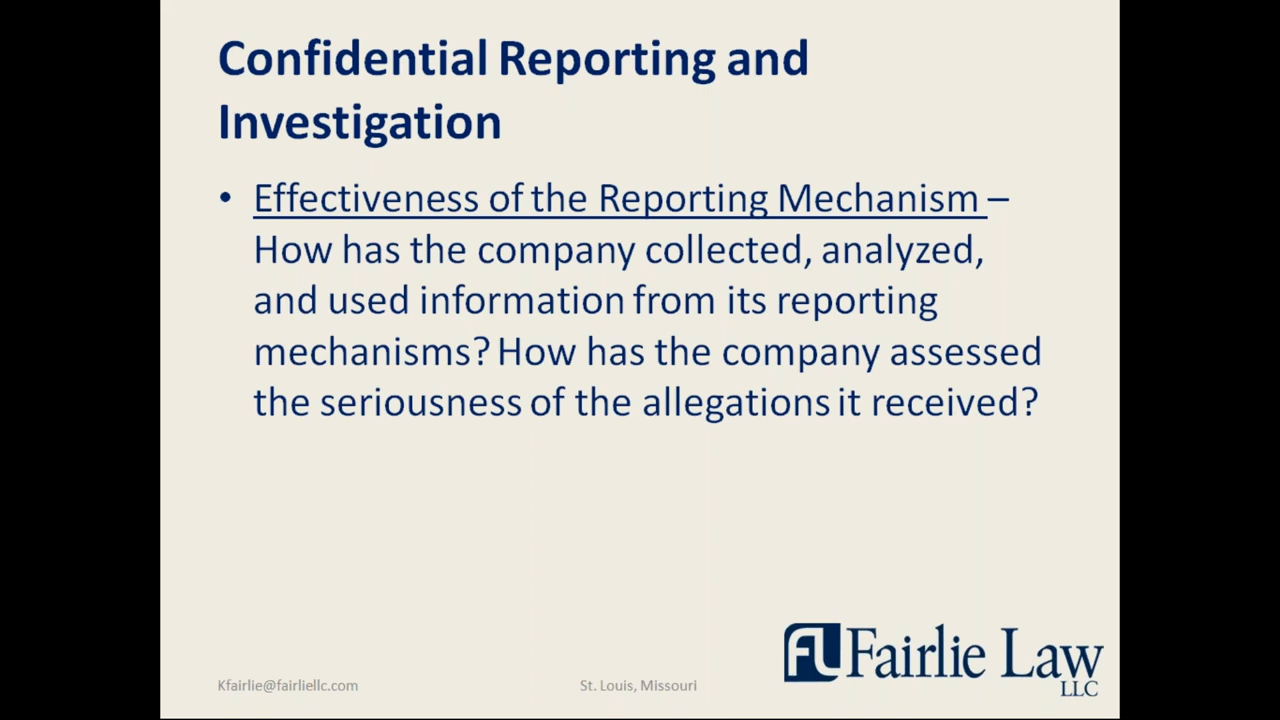 Confidential Reporting and
Investigation
• Effectiveness of the Reporting Mechanism –
How has the company collected, analyzed,
and used information from its reporting
mechanisms? How has the company assessed
the seriousness of the allegations it received?
Kfairlie@fairliellc.com
St. Louis, Missouri
FL Fairlie Law
LLC